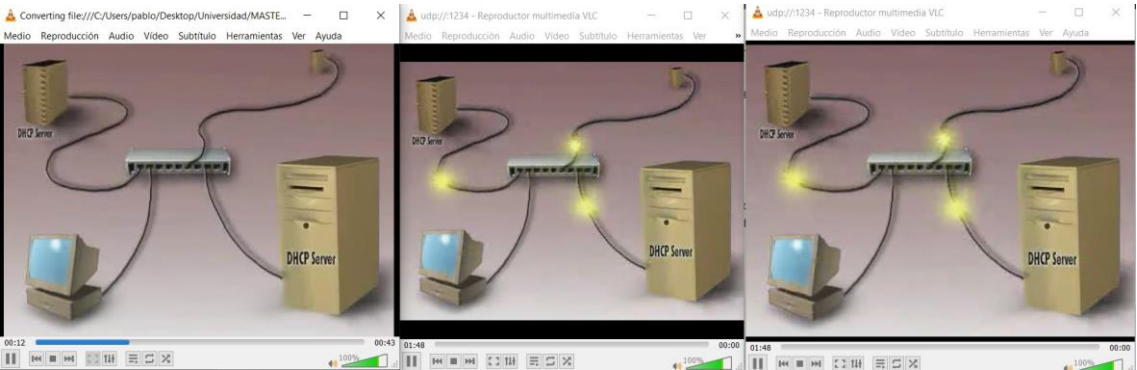 Converting file:///C:/Users/pablo/Desktop/Universidad/MASTE...
Medio Reproducción Audio Vídeo Subtítulo Herramientas Ver Ayuda
DHCP Server
DHCP Server
00:12
00:43
100%
udp://:1234 - Reproductor multimedia VLC
Medio Reproducción Audio Vídeo Subtítulo Herramientas Ver »
DHCP Server
DHCP Server
01:48
00:00
100%
udp://:1234 - Reproductor multimedia VLC
Medio Reproducción Audio Vídeo Subtítulo Herramientas Ver Ayuda
DHCP Server
DHCP Server
01:48
00:00
100%